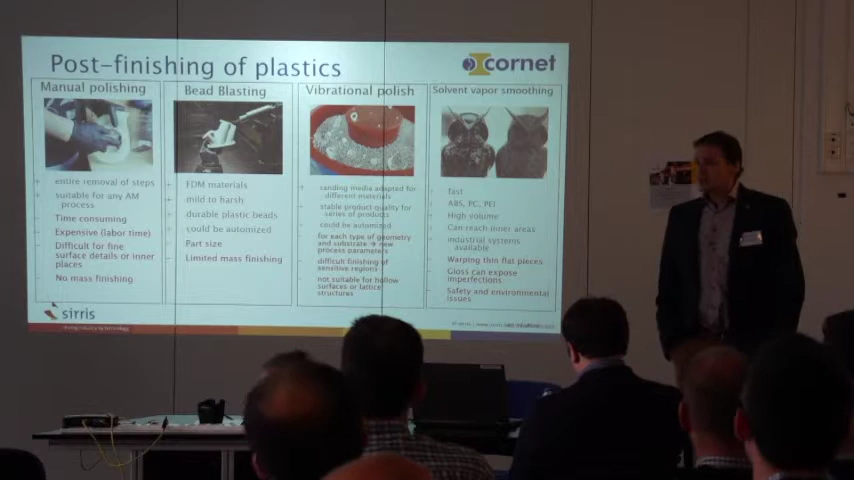 Post-finishing of plastics
cornet
Manual polishing
+ entire removal of steps
+ suitable for any AM
process
- Time consuming
- Expensive (labor time)
- Difficult for fine
surface details or inner
places
- No mass finishing
Bead Blasting
+ FDM materials
+ mild to harsh
+ durable plastic beads
+ could be automized
- Part size
- Limited mass finishing
Vibrational polish
+ sanding media adapted for
different materials
+ stable product quality for
series of products
+ could be automized
- for each type of geometry
and substrate → new
process parameters
- difficult finishing of
sensitive regions
- not suitable for hollow
surfaces or lattice
structures
Solvent vapor smoothing
+ fast
+ ABS, PC, PEI
+ High volume
+ Can reach inner areas
+ industrial systems
available
- Warping thin flat pieces
- Gloss can expose
imperfections
- Safety and environmental
issues
sirris